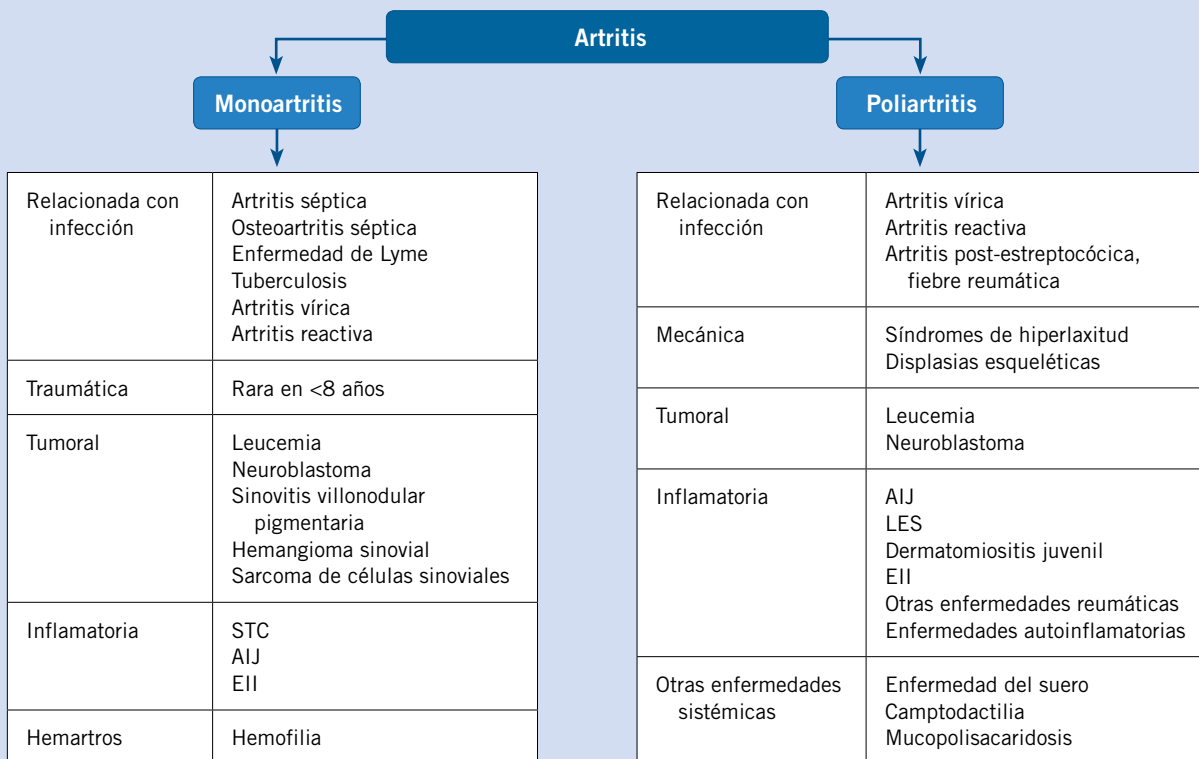 Artritis
Monoartritis
Relacionada con
infección
Artritis séptica
Osteoartritis séptica
Enfermedad de Lyme
Tuberculosis
Artritis vírica
Artritis reactiva
Traumática
Rara en <8 años
Tumoral
Leucemia
Neuroblastoma
Sinovitis villonodular
pigmentaria
Hemangioma sinovial
Sarcoma de células sinoviales
Inflamatoria
STC
AIJ
EII
Hemartros
Hemofilia
Poliartritis
Relacionada con
infección
Artritis vírica
Artritis reactiva
Artritis post-estreptocócica,
fiebre reumática
Mecánica
Síndromes de hiperlaxitud
Displasias esqueléticas
Tumoral
Leucemia
Neuroblastoma
Inflamatoria
AIJ
LES
Dermatomiositis juvenil
EII
Otras enfermedades reumáticas
Enfermedades autoinflamatorias
Otras enfermedades
sistémicas
Enfermedad del suero
Camptodactilia
Mucopolisacaridosis